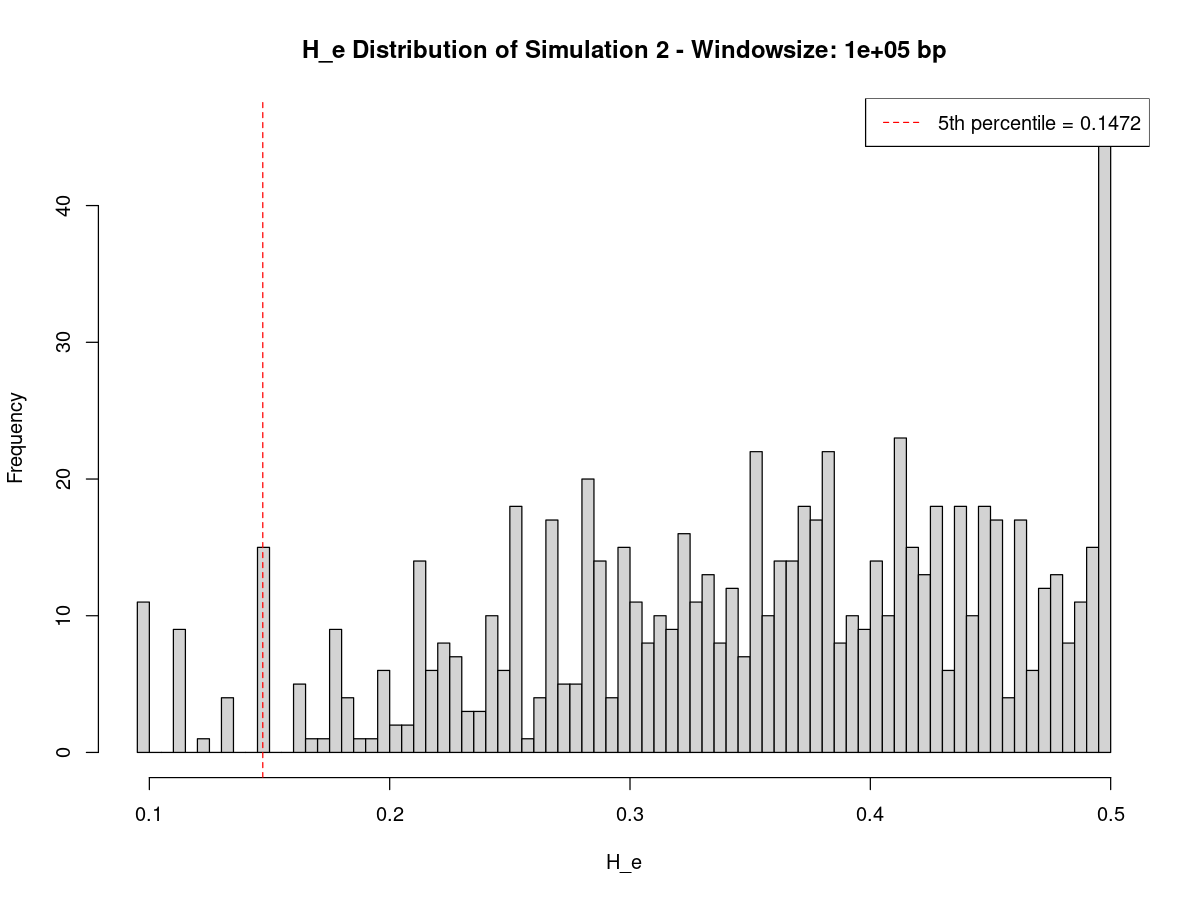 H_e Distribution of Simulation 2 - Windowsize: 1e+05 bp
5th percentile = 0.1472
Frequency
40
30
20
10
0
0.1 0.2 0.3 0.4 0.5
H_e